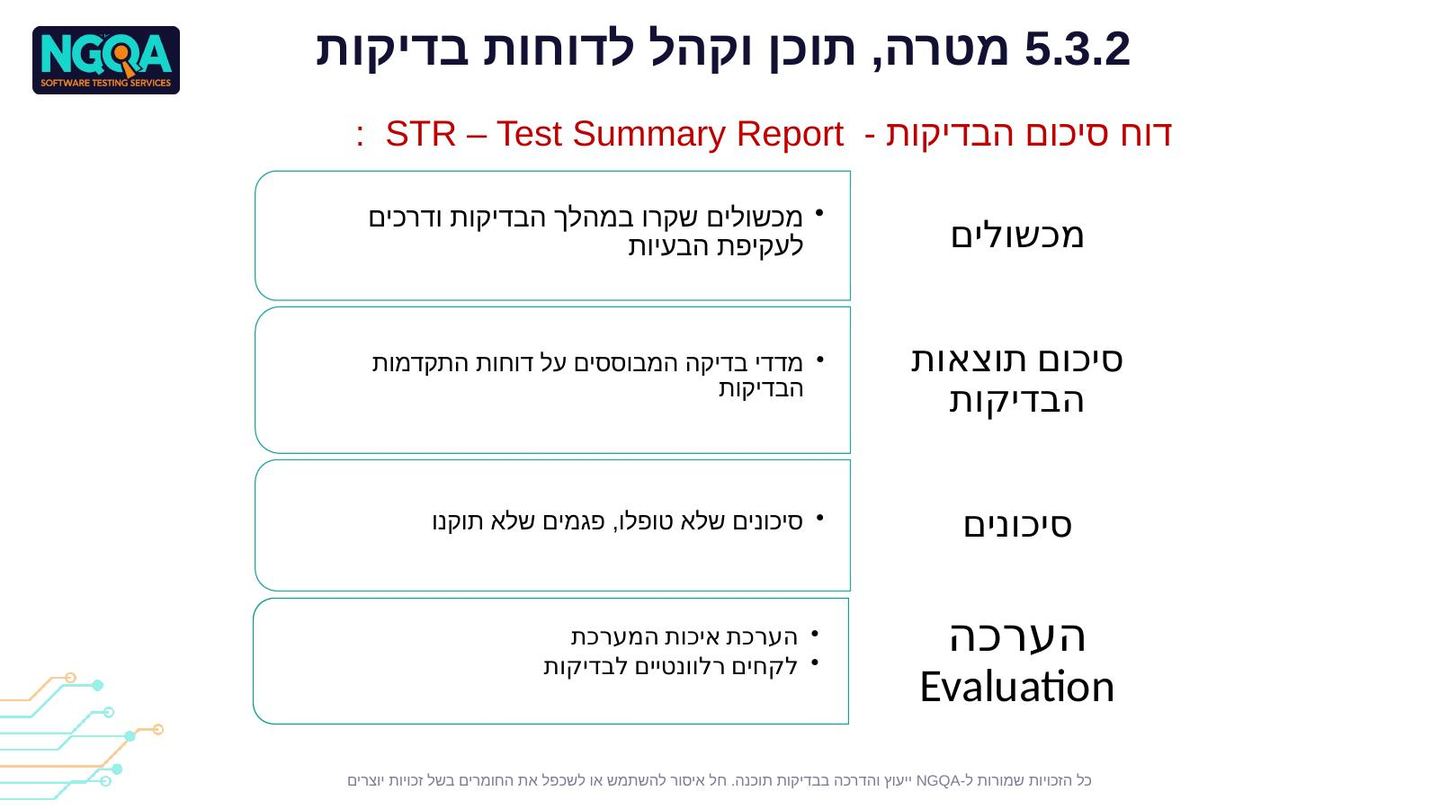 NGQA
SOFTWARE TESTING SERVICES
5.3.2 מטרה, תוכן וקהל לדוחות בדיקות
דוח סיכום הבדיקות - STR – Test Summary Report :
מכשולים
• מכשולים שקרו במהלך הבדיקות ודרכים
לעקיפת הבעיות
סיכום תוצאות
הבדיקות
• מדדי בדיקה המבוססים על דוחות התקדמות
הבדיקות
סיכונים
• סיכונים שלא טופלו, פגמים שלא תוקנו
הערכה
Evaluation
• הערכת איכות המערכת
• לקחים רלוונטיים לבדיקות
כל הזכויות שמורות ל-NGQA ייעוץ והדרכה בבדיקות תוכנה. חל איסור להשתמש או לשכפל את החומרים בשל זכויות יוצרים